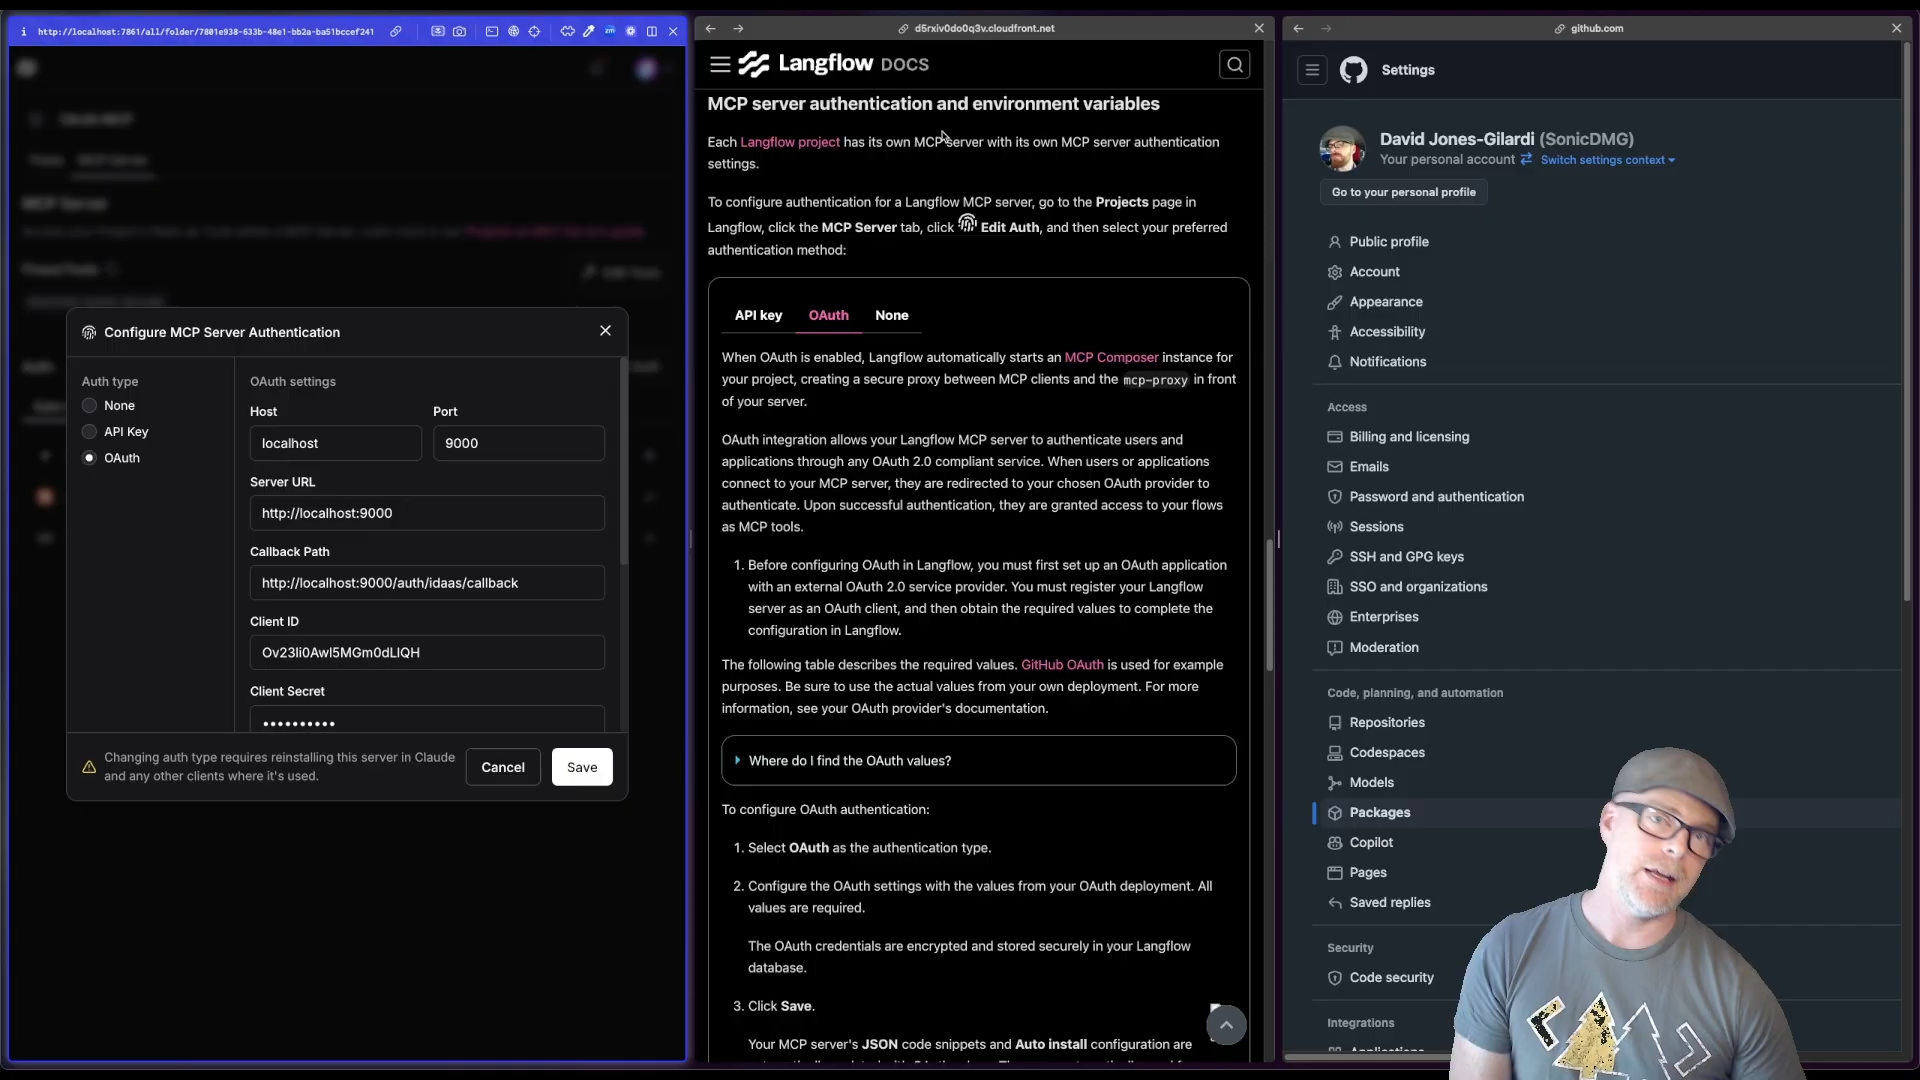 http://localhost:7861/all/folder/7801e938-633b-48e1-bb2a-ba51bccef241
MCP Server
MCP Server
Configure MCP Server Authentication
Auth type
None
API Key
OAuth
OAuth settings
Host
Port
localhost
9000
Server URL
http://localhost:9000
Callback Path
http://localhost:9000/auth/idaas/callback
Client ID
Ov23li0Awl5MGm0dLlQH
Client Secret
••••••••••
Changing auth type requires reinstalling this server in Claude
and any other clients where it's used.
Cancel
Save
d5rxiv0do0q3v.cloudfront.net
Langflow DOCS
MCP server authentication and environment variables
Each Langflow project has its own MCP server with its own MCP server authentication
settings.
To configure authentication for a Langflow MCP server, go to the Projects page in
Langflow, click the MCP Server tab, click Edit Auth, and then select your preferred
authentication method:
API key
OAuth
None
When OAuth is enabled, Langflow automatically starts an MCP Composer instance for
your project, creating a secure proxy between MCP clients and the mcp-proxy in front
of your server.
OAuth integration allows your Langflow MCP server to authenticate users and
applications through any OAuth 2.0 compliant service. When users or applications
connect to your MCP server, they are redirected to your chosen OAuth provider to
authenticate. Upon successful authentication, they are granted access to your flows
as MCP tools.
1. Before configuring OAuth in Langflow, you must first set up an OAuth application
with an external OAuth 2.0 service provider. You must register your Langflow
server as an OAuth client, and then obtain the required values to complete the
configuration in Langflow.
The following table describes the required values. GitHub OAuth is used for example
purposes. Be sure to use the actual values from your own deployment. For more
information, see your OAuth provider's documentation.
Where do I find the OAuth values?
To configure OAuth authentication:
1. Select OAuth as the authentication type.
2. Configure the OAuth settings with the values from your OAuth deployment. All
values are required.
The OAuth credentials are encrypted and stored securely in your Langflow
database.
3. Click Save.
Your MCP server's JSON code snippets and Auto install configuration are
github.com
Settings
David Jones-Gilardi (SonicDMG)
Your personal account Switch settings context
Go to your personal profile
Public profile
Account
Appearance
Accessibility
Notifications
Access
Billing and licensing
Emails
Password and authentication
Sessions
SSH and GPG keys
SSO and organizations
Enterprises
Moderation
Code, planning, and automation
Repositories
Codespaces
Models
Packages
Copilot
Pages
Saved replies
Security
Code security
Integrations
Applications